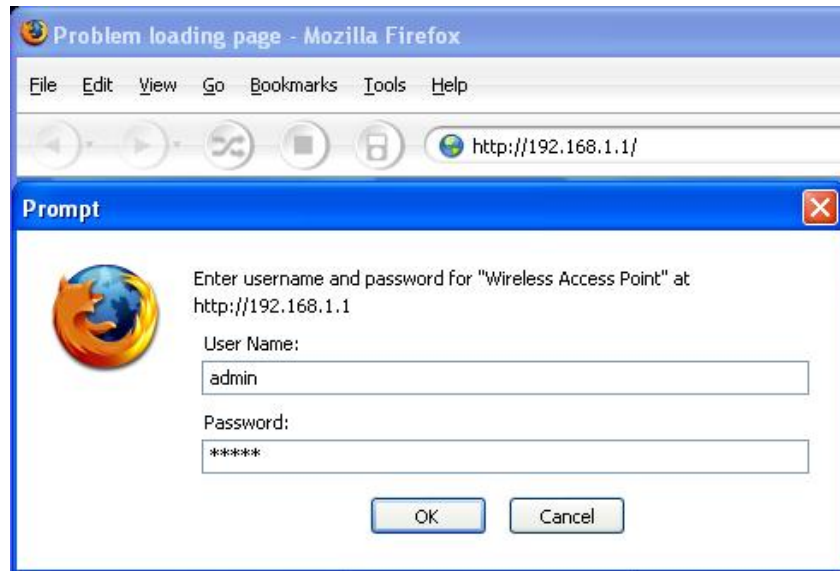 Problem loading page - Mozilla Firefox
File Edit View Go Bookmarks Tools Help
http://192.168.1.1/
Prompt
Enter username and password for "Wireless Access Point" at
http://192.168.1.1
User Name:
admin
Password:
*****
OK Cancel